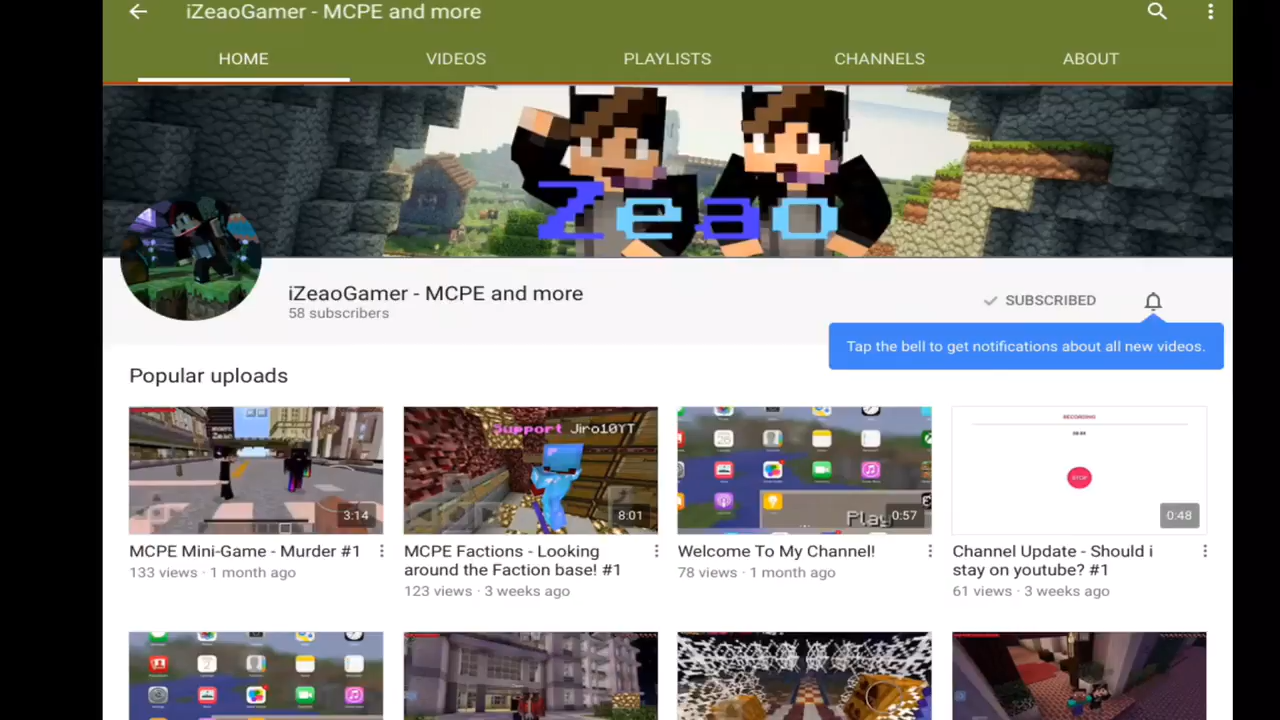 iZeaoGamer - MCPE and more
HOME
VIDEOS
PLAYLISTS
CHANNELS
ABOUT
Zeao
iZeaoGamer - MCPE and more
58 subscribers
SUBSCRIBED
Tap the bell to get notifications about all new videos.
Popular uploads
3:14
Support Jiro10YT
8:01
Play
0:57
RECORDING
STOP
0:48
MCPE Mini-Game - Murder #1
133 views · 1 month ago
MCPE Factions - Looking
around the Faction base! #1
123 views · 3 weeks ago
Welcome To My Channel!
78 views · 1 month ago
Channel Update - Should i
stay on youtube? #1
61 views · 3 weeks ago